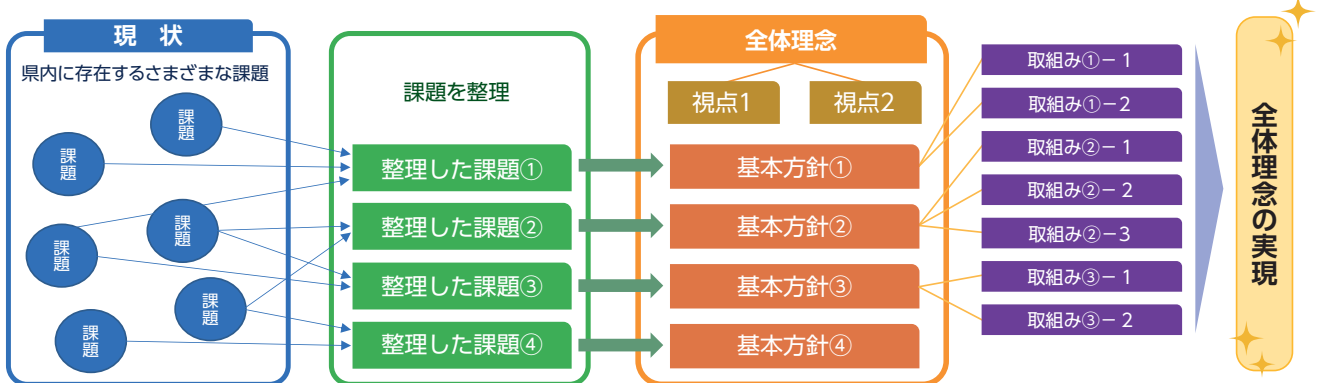 現 状
県内に存在するさまざまな課題
課題
課題
課題
課題
課題
課題
課題を整理
整理した課題①
整理した課題②
整理した課題③
整理した課題④
全体理念
視点1
視点2
基本方針①
基本方針②
基本方針③
基本方針④
取組み①－1
取組み①－2
取組み②－1
取組み②－2
取組み②－3
取組み③－1
取組み③－2
全体理念の実現